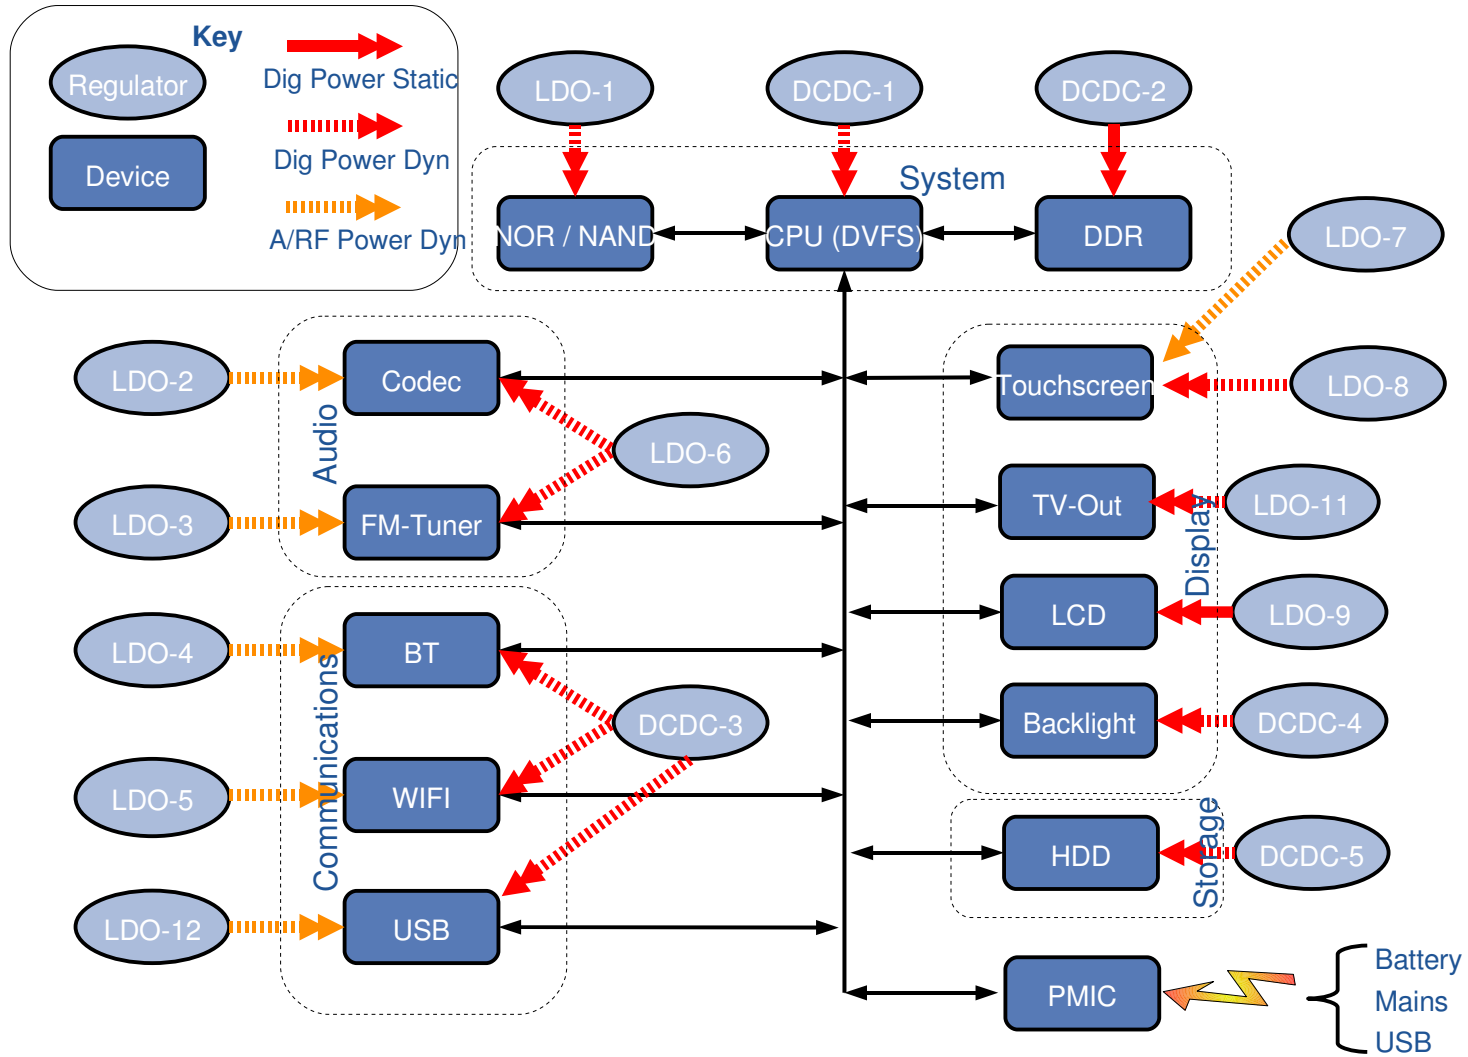 Key
Regulator
Dig Power Static
Device
Dig Power Dyn
A/RF Power Dyn
LDO-1
DCDC-1
DCDC-2
System
NOR / NAND
CPU (DVFS)
DDR
LDO-7
LDO-2
Codec
Audio
LDO-6
LDO-3
FM-Tuner
Touchscreen
LDO-8
TV-Out
LDO-11
Display
LCD
LDO-9
Backlight
DCDC-4
LDO-4
BT
Communications
DCDC-3
LDO-5
WIFI
LDO-12
USB
HDD
Storage
DCDC-5
PMIC
Battery
Mains
USB